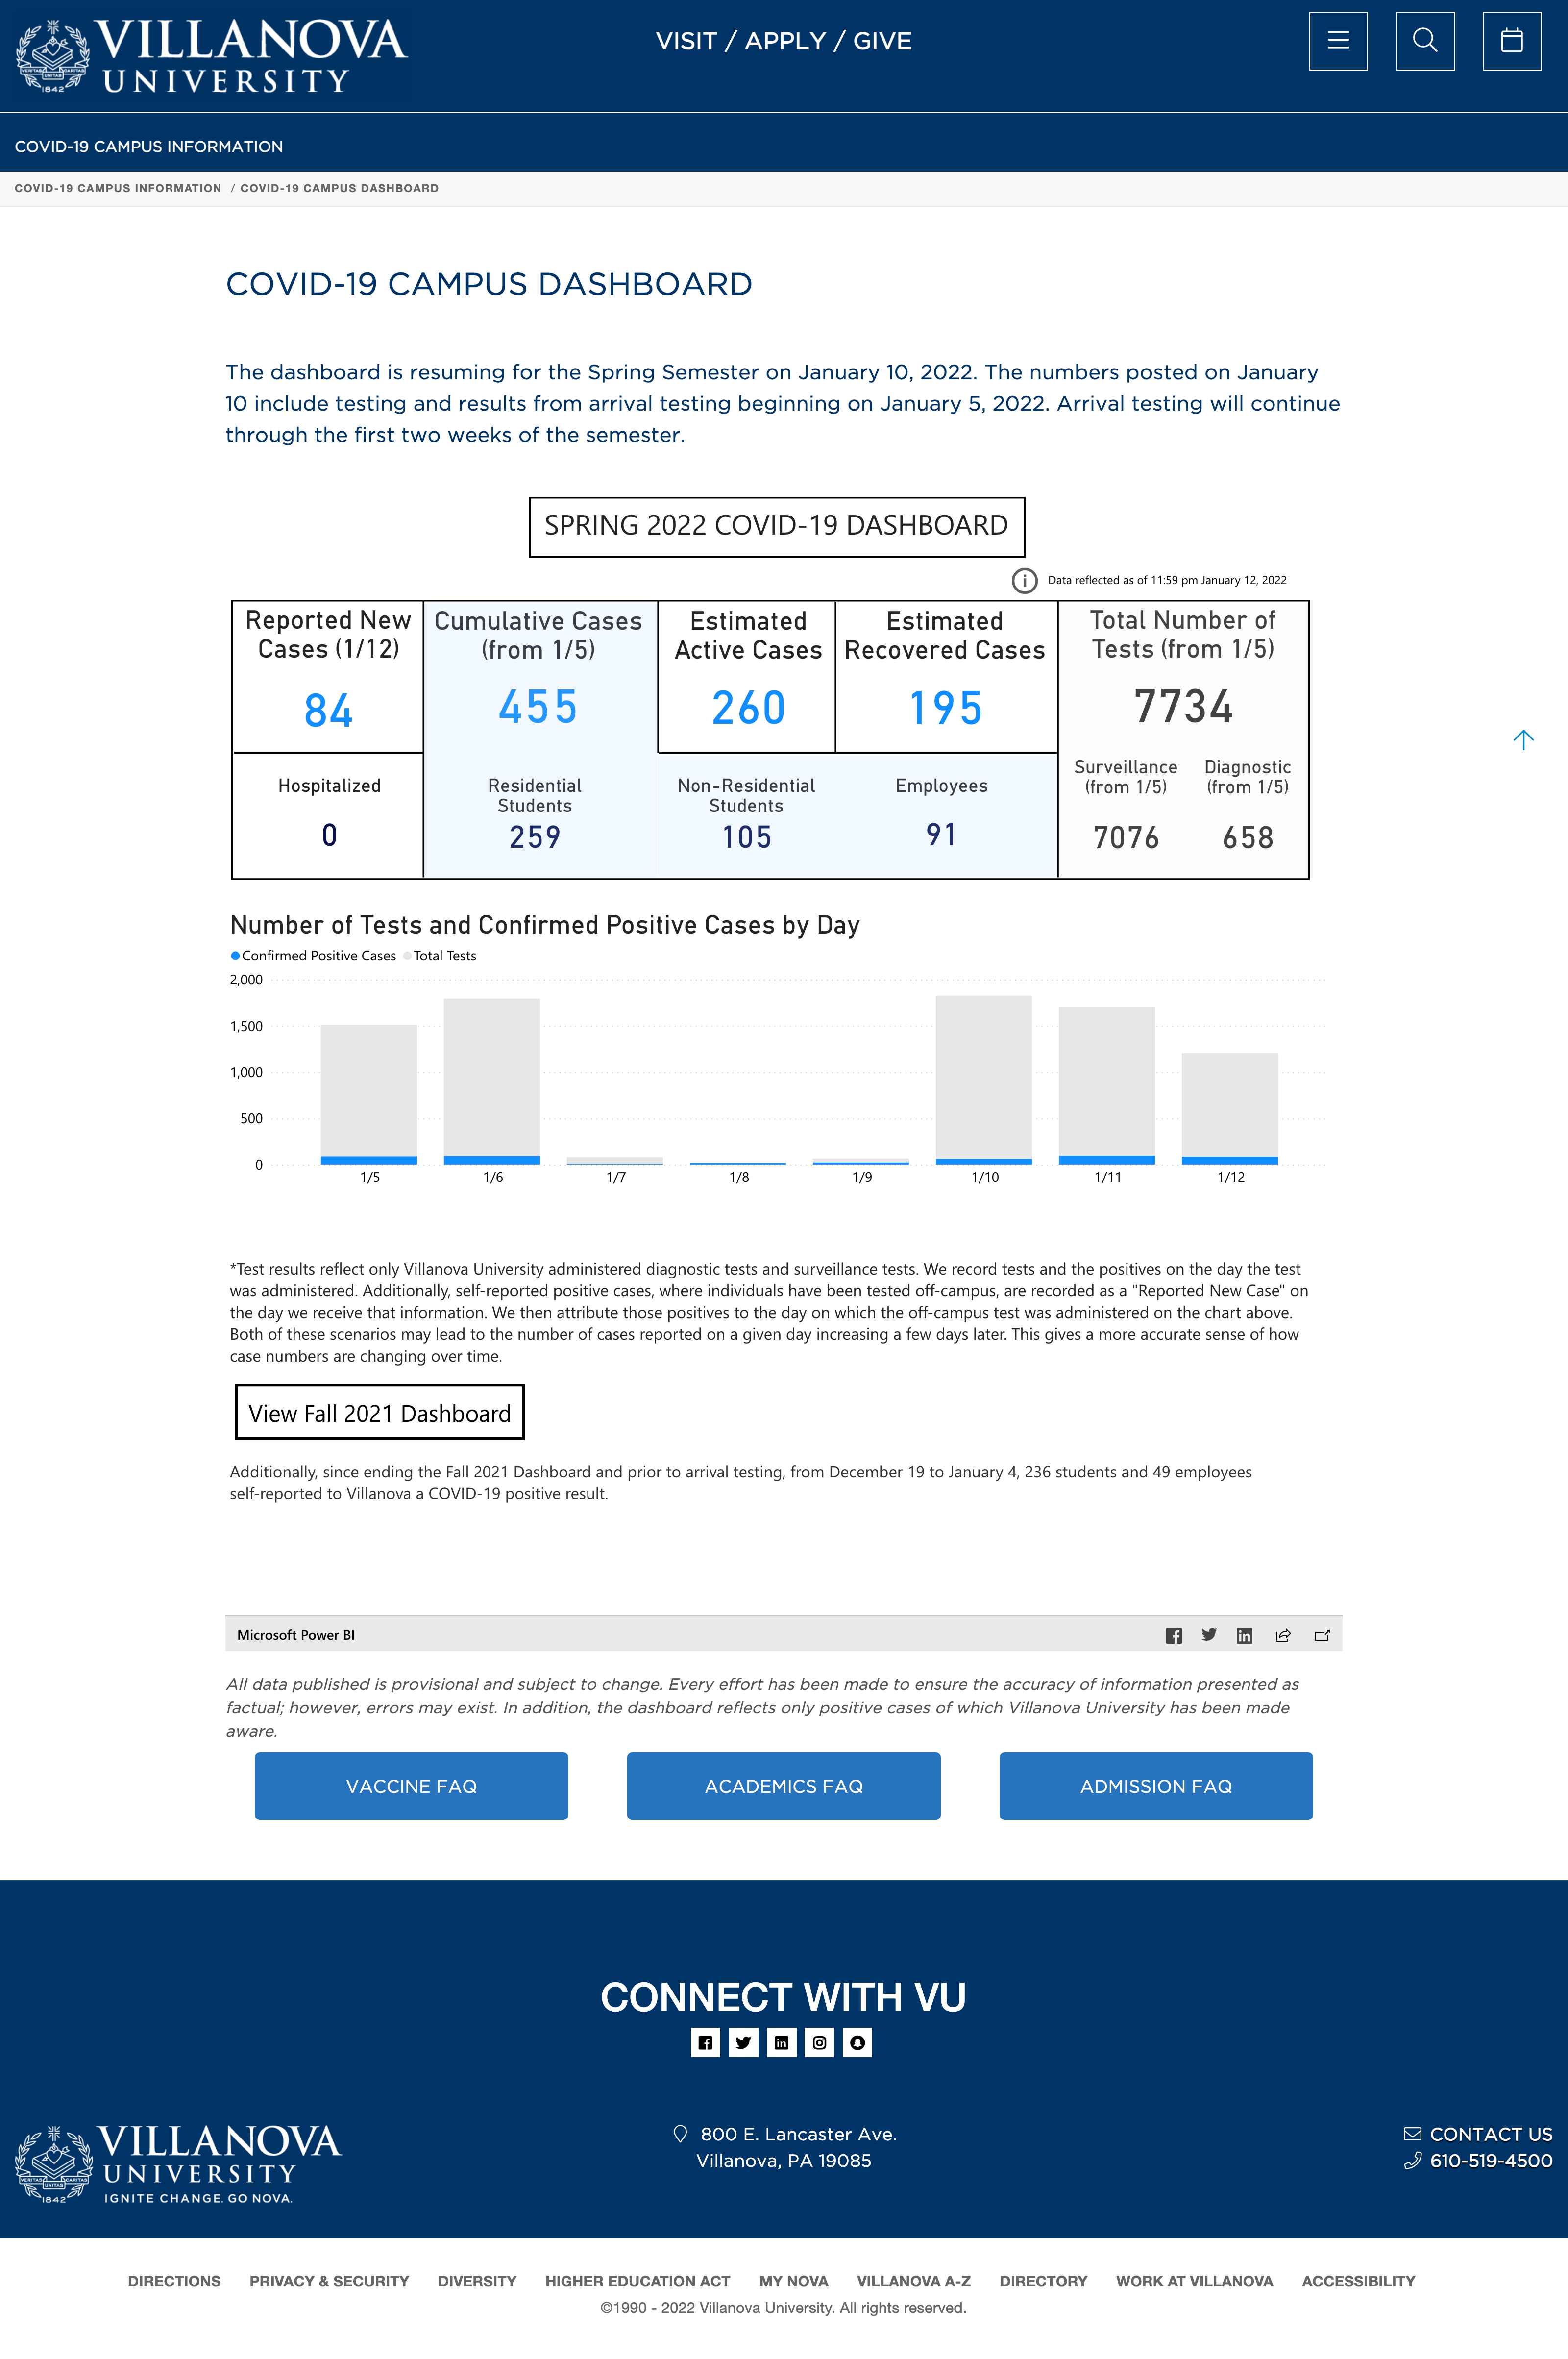 VILLANOVA
UNIVERSITY
VERITAS UNITAS CARITAS
1842
VISIT / APPLY / GIVE
COVID-19 CAMPUS INFORMATION
COVID-19 CAMPUS INFORMATION / COVID-19 CAMPUS DASHBOARD
COVID-19 CAMPUS DASHBOARD
The dashboard is resuming for the Spring Semester on January 10, 2022. The numbers posted on January
10 include testing and results from arrival testing beginning on January 5, 2022. Arrival testing will continue
through the first two weeks of the semester.
SPRING 2022 COVID-19 DASHBOARD
Data reflected as of 11:59 pm January 12, 2022
Reported New
Cases (1/12)
84
Cumulative Cases
(from 1/5)
455
Estimated
Active Cases
260
Estimated
Recovered Cases
195
Total Number of
Tests (from 1/5)
7734
Hospitalized
0
Residential
Students
259
Non-Residential
Students
105
Employees
91
Surveillance
(from 1/5)
7076
Diagnostic
(from 1/5)
658
Number of Tests and Confirmed Positive Cases by Day
Confirmed Positive Cases Total Tests
2,000
1,500
1,000
500
0
1/5 1/6 1/7 1/8 1/9 1/10 1/11 1/12
*Test results reflect only Villanova University administered diagnostic tests and surveillance tests. We record tests and the positives on the day the test
was administered. Additionally, self-reported positive cases, where individuals have been tested off-campus, are recorded as a "Reported New Case" on
the day we receive that information. We then attribute those positives to the day on which the off-campus test was administered on the chart above.
Both of these scenarios may lead to the number of cases reported on a given day increasing a few days later. This gives a more accurate sense of how
case numbers are changing over time.
View Fall 2021 Dashboard
Additionally, since ending the Fall 2021 Dashboard and prior to arrival testing, from December 19 to January 4, 236 students and 49 employees
self-reported to Villanova a COVID-19 positive result.
Microsoft Power BI
All data published is provisional and subject to change. Every effort has been made to ensure the accuracy of information presented as
factual; however, errors may exist. In addition, the dashboard reflects only positive cases of which Villanova University has been made
aware.
VACCINE FAQ
ACADEMICS FAQ
ADMISSION FAQ
CONNECT WITH VU
VILLANOVA
UNIVERSITY
IGNITE CHANGE. GO NOVA.
VERITAS UNITAS CARITAS
1842
800 E. Lancaster Ave.
Villanova, PA 19085
CONTACT US
610-519-4500
DIRECTIONS PRIVACY & SECURITY DIVERSITY HIGHER EDUCATION ACT MY NOVA VILLANOVA A-Z DIRECTORY WORK AT VILLANOVA ACCESSIBILITY
©1990 - 2022 Villanova University. All rights reserved.